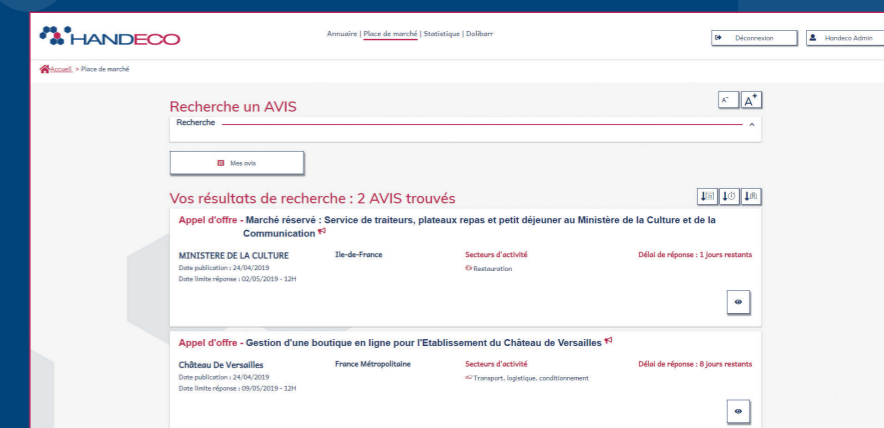 HANDECO
Annuaire | Place de marché | Statistique | Dolibarr
Déconnexion
Handeco Admin
Accueil > Place de marché
Recherche un AVIS
A- A+
Recherche
Mes avis
Vos résultats de recherche : 2 AVIS trouvés
Appel d'offre - Marché réservé : Service de traiteurs, plateaux repas et petit déjeuner au Ministère de la Culture et de la
Communication
MINISTERE DE LA CULTURE
Ile-de-France
Secteurs d'activité
Délai de réponse : 1 jours restants
Date publication : 24/04/2019
Restauration
Date limite réponse : 02/05/2019 - 12H
Appel d'offre - Gestion d'une boutique en ligne pour l'Etablissement du Château de Versailles
Château De Versailles
France Métropolitaine
Secteurs d'activité
Délai de réponse : 8 jours restants
Date publication : 24/04/2019
Transport, logistique, conditionnement
Date limite réponse : 09/05/2019 - 12H